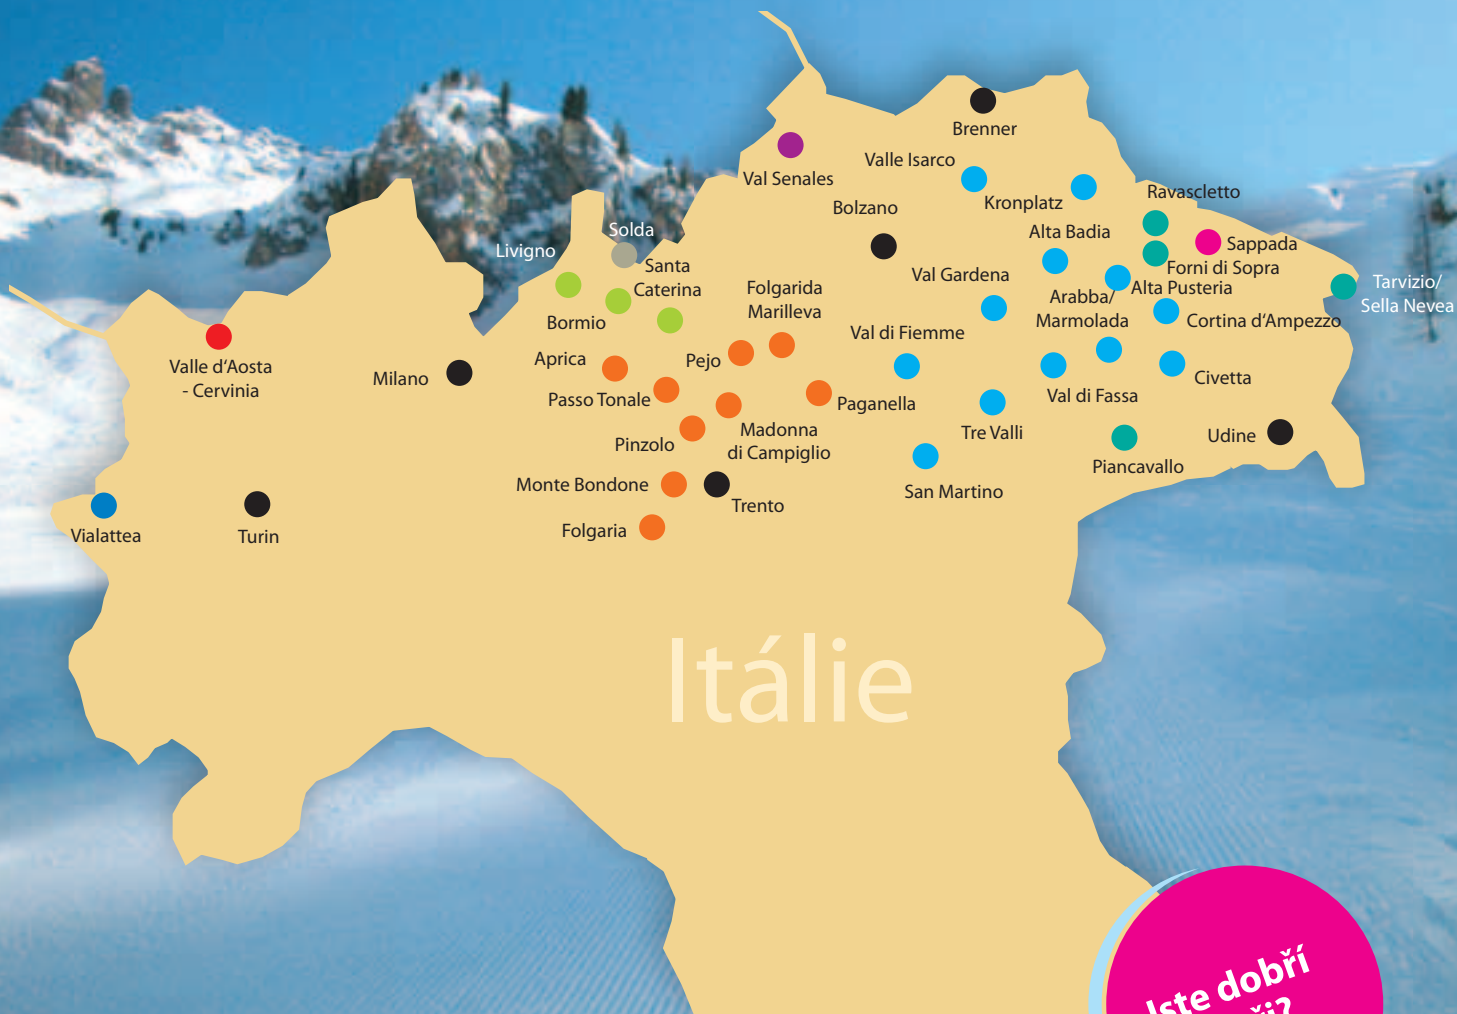 Brenner
Valle Isarco
Val Senales
Kronplatz
Ravascletto
Bolzano
Solda
Alta Badia
Sappada
Livigno
Santa
Caterina
Val Gardena
Forni di Sopra
Tarvizio/
Sella Nevea
Folgarida
Marilleva
Arabba/
Marmolada
Alta Pusteria
Bormio
Cortina d‘Ampezzo
Val di Fiemme
Aprica
Pejo
Valle d‘Aosta
- Cervinia
Milano
Civetta
Passo Tonale
Paganella
Val di Fassa
Pinzolo
Madonna
di Campiglio
Tre Valli
Udine
Piancavallo
Monte Bondone
Trento
San Martino
Folgaria
Vialattea
Turin
Itálie
Jste dobří